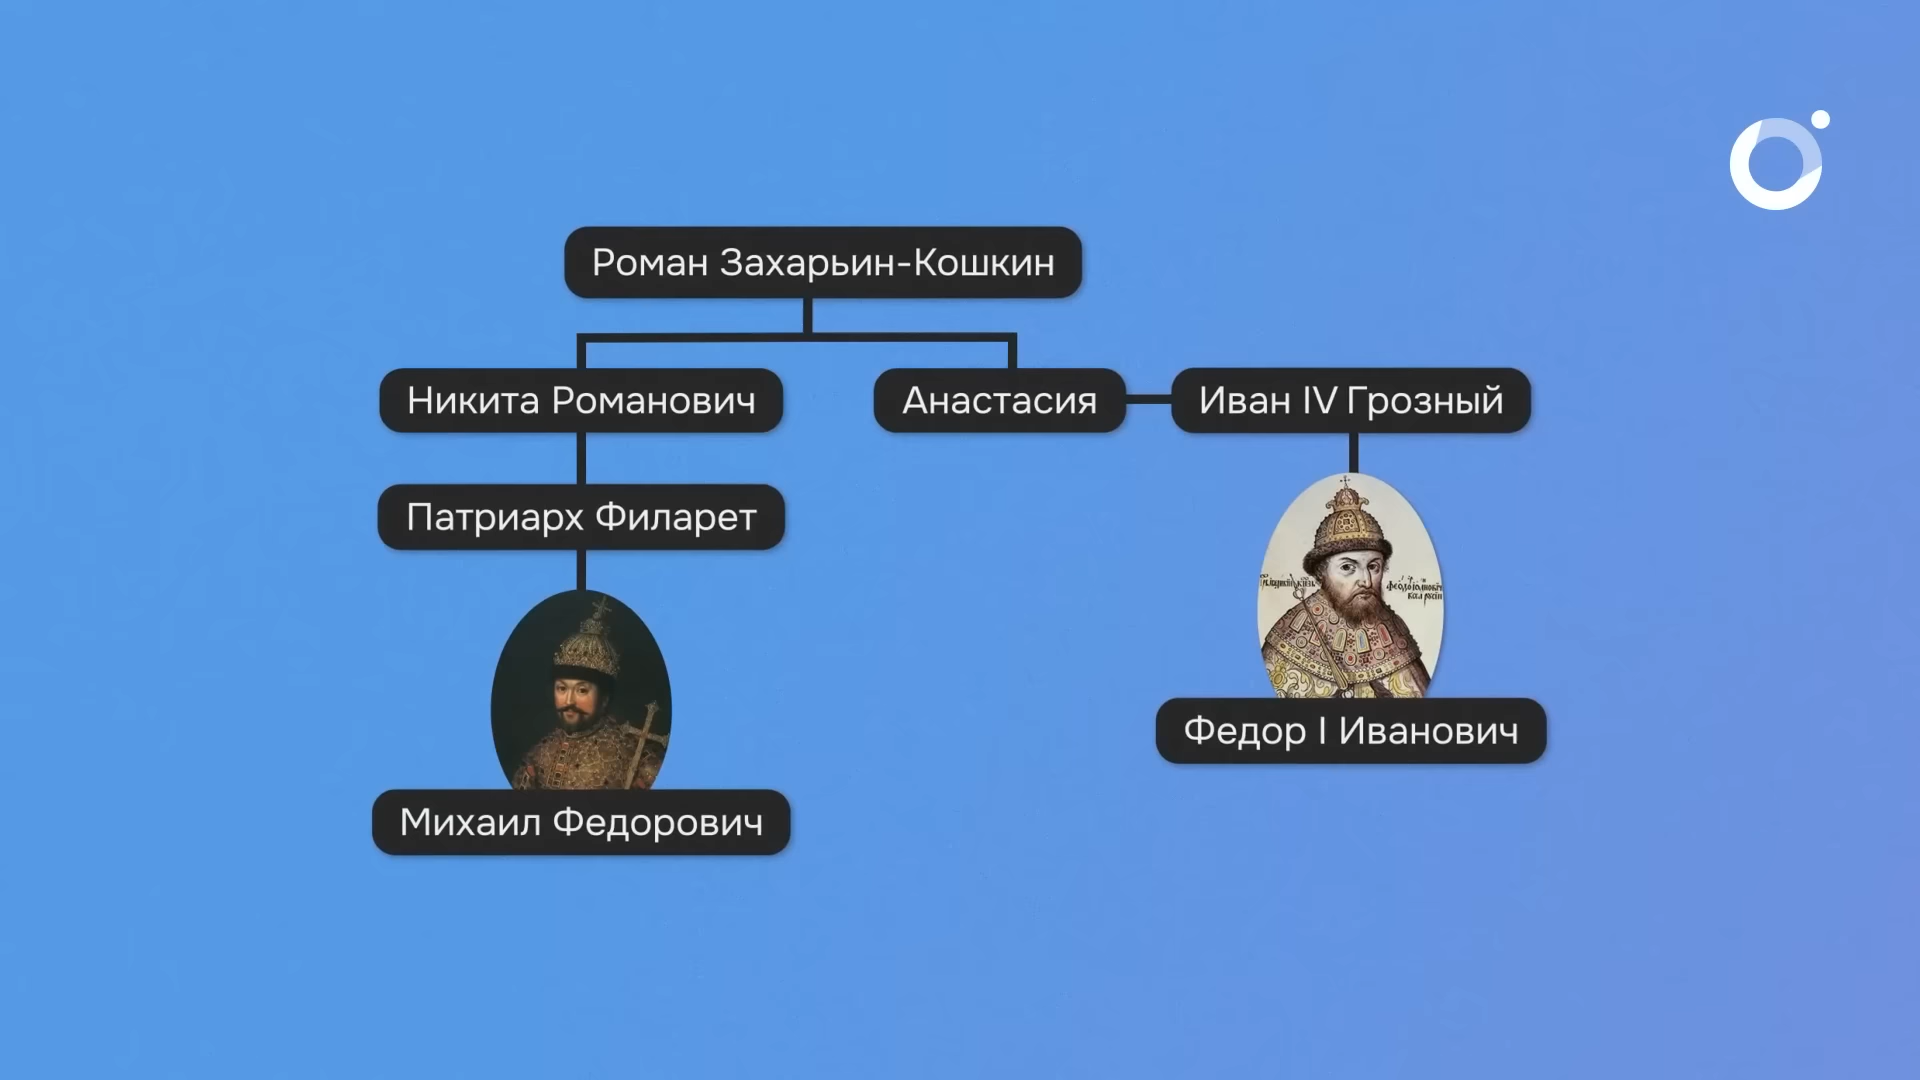 Роман Захарьин-Кошкин
Никита Романович
Анастасия
Иван IV Грозный
Патриарх Филарет
Федор I Иванович
Михаил Федорович